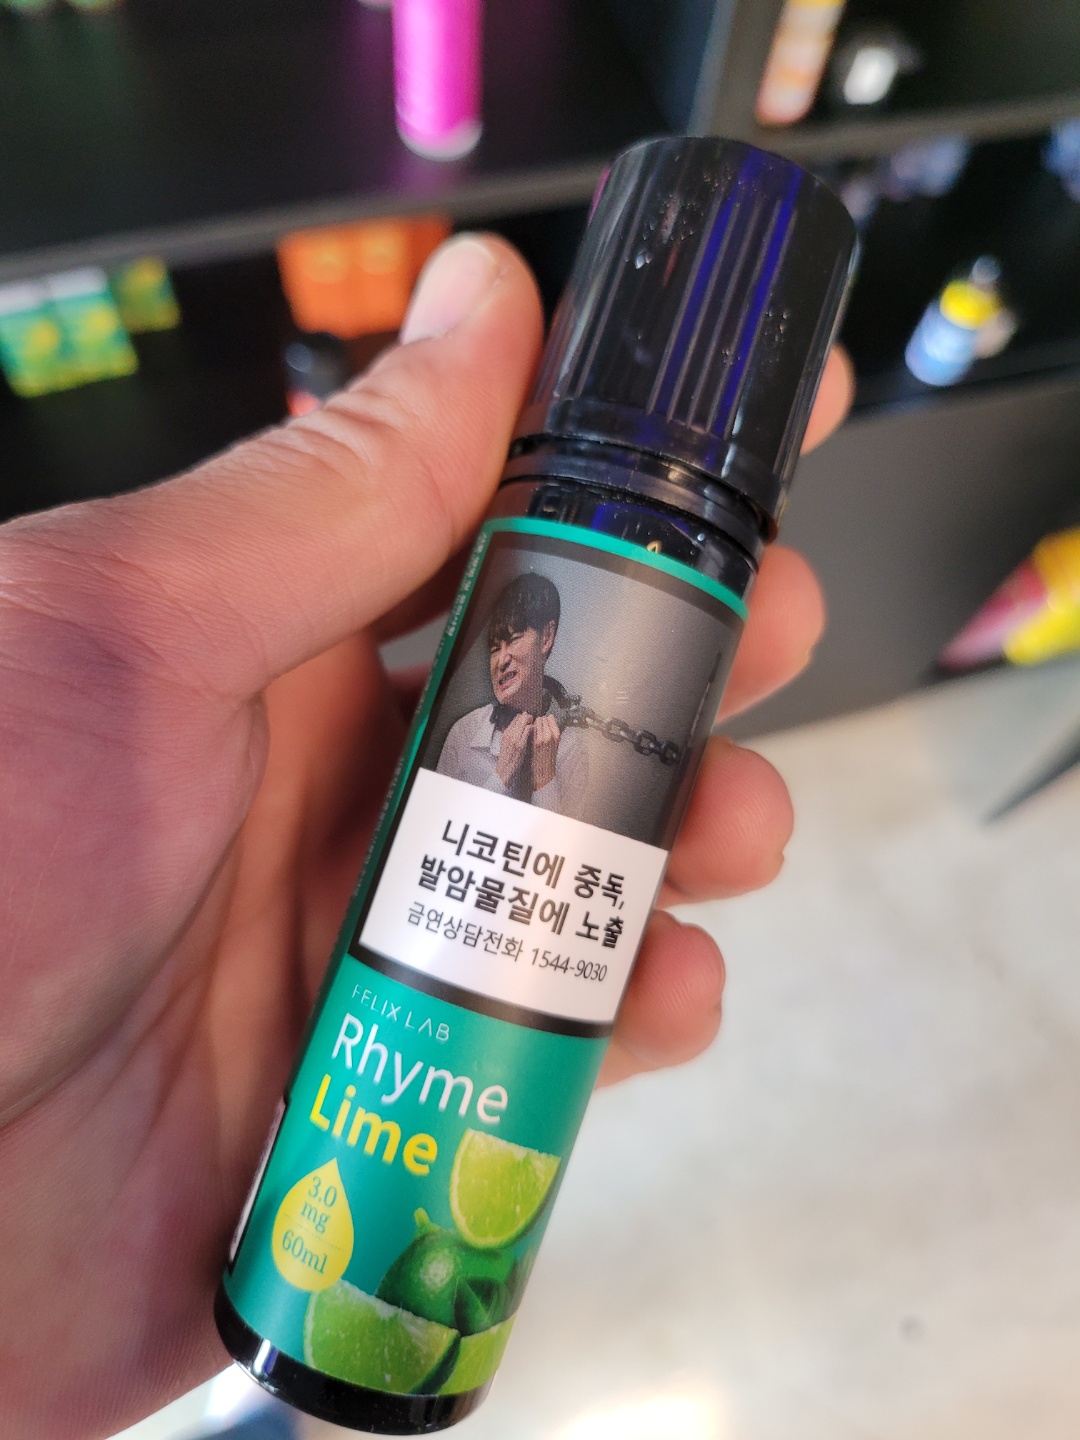 니코틴에 중독,
발암물질에 노출
금연상담전화 1544-9030
FELIX LAB
Rhyme
Lime
3.0
mg
60ml